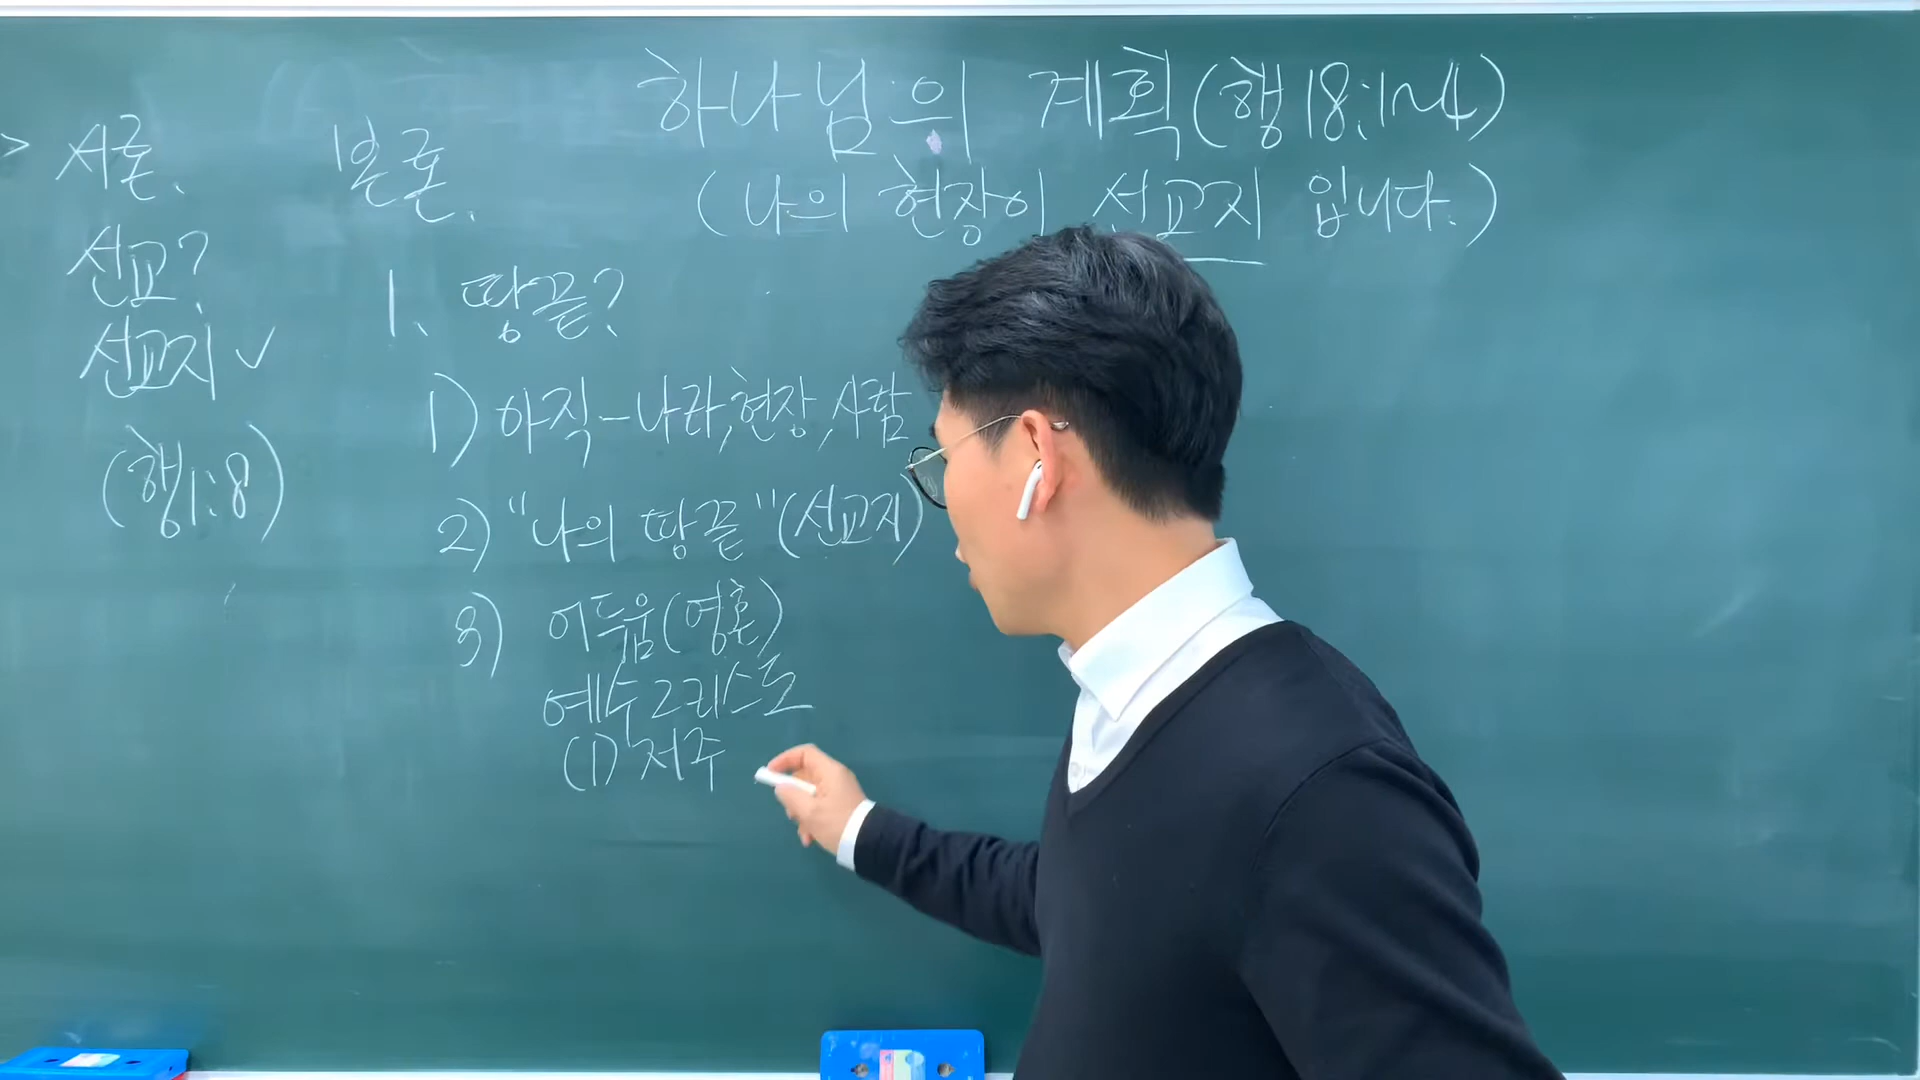 하나님의 계획(행18:1~4)
(나의 현장이 선교지 입니다.)
> 서론.
선교?
선교지 ✓
(행1:8)
본론.
1、땅끝?
1) 아직-나라,현장,사람
2) "나의 땅끝"(선교지)
3) 어두움(영혼)
예수그리스도
(1) 저주